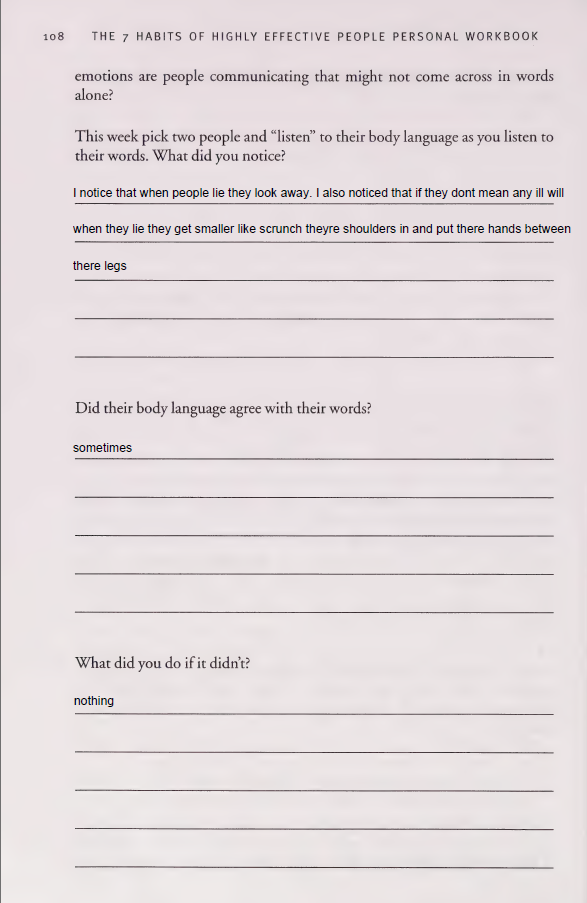 108 THE 7 HABITS OF HIGHLY EFFECTIVE PEOPLE PERSONAL WORKBOOK
emotions are people communicating that might not come across in words
alone?
This week pick two people and “listen” to their body language as you listen to
their words. What did you notice?
I notice that when people lie they look away. I also noticed that if they dont mean any ill will
when they lie they get smaller like scrunch theyre shoulders in and put there hands between
there legs
Did their body language agree with their words?
sometimes
What did you do if it didn’t?
nothing